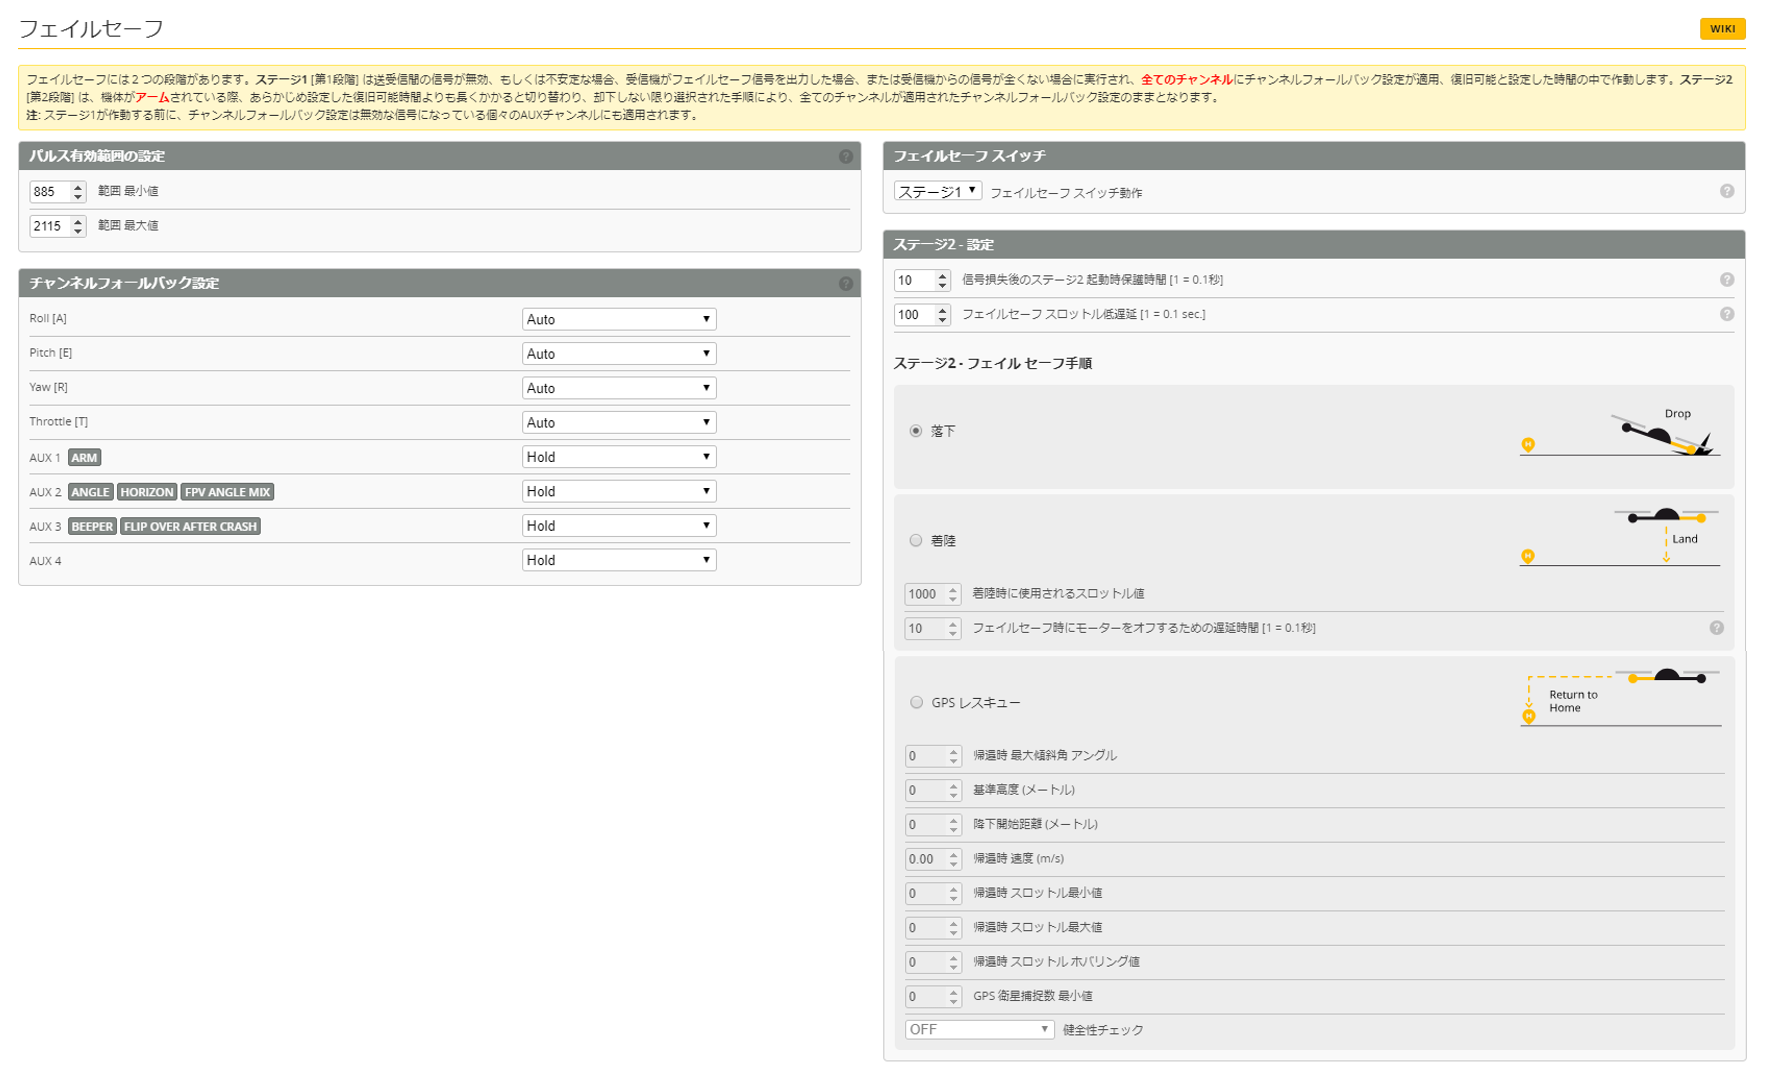 フェイルセーフ
WIKI
フェイルセーフには２つの段階があります。ステージ1 [第1段階] は送受信間の信号が無効、もしくは不安定な場合、受信機がフェイルセーフ信号を出力した場合、または受信機からの信号が全くない場合に実行され、全てのチャンネルにチャンネルフォールバック設定が適用、復旧可能と設定した時間の中で作動します。ステージ2
[第2段階] は、機体がアームされている際、あらかじめ設定した復旧可能時間よりも長くかかると切り替わり、却下しない限り選択された手順により、全てのチャンネルが適用されたチャンネルフォールバック設定のままとなります。
注: ステージ1が作動する前に、チャンネルフォールバック設定は無効な信号になっている個々のAUXチャンネルにも適用されます。
パルス有効範囲の設定
885 範囲 最小値
2115 範囲 最大値
チャンネルフォールバック設定
Roll [A] Auto
Pitch [E] Auto
Yaw [R] Auto
Throttle [T] Auto
AUX 1 ARM Hold
AUX 2 ANGLE HORIZON FPV ANGLE MIX Hold
AUX 3 BEEPER FLIP OVER AFTER CRASH Hold
AUX 4 Hold
フェイルセーフ スイッチ
ステージ1 フェイルセーフ スイッチ動作
ステージ2 - 設定
10 信号損失後のステージ2 起動時保護時間 [1 = 0.1秒]
100 フェイルセーフ スロットル低遅延 [1 = 0.1 sec.]
ステージ2 - フェイル セーフ手順
落下
Drop
H
着陸
Land
H
1000 着陸時に使用されるスロットル値
10 フェイルセーフ時にモーターをオフするための遅延時間 [1 = 0.1秒]
GPS レスキュー
Return to
Home
H
0 帰還時 最大傾斜角 アングル
0 基準高度 (メートル)
0 降下開始距離 (メートル)
0.00 帰還時 速度 (m/s)
0 帰還時 スロットル最小値
0 帰還時 スロットル最大値
0 帰還時 スロットル ホバリング値
0 GPS 衛星捕捉数 最小値
OFF 健全性チェック